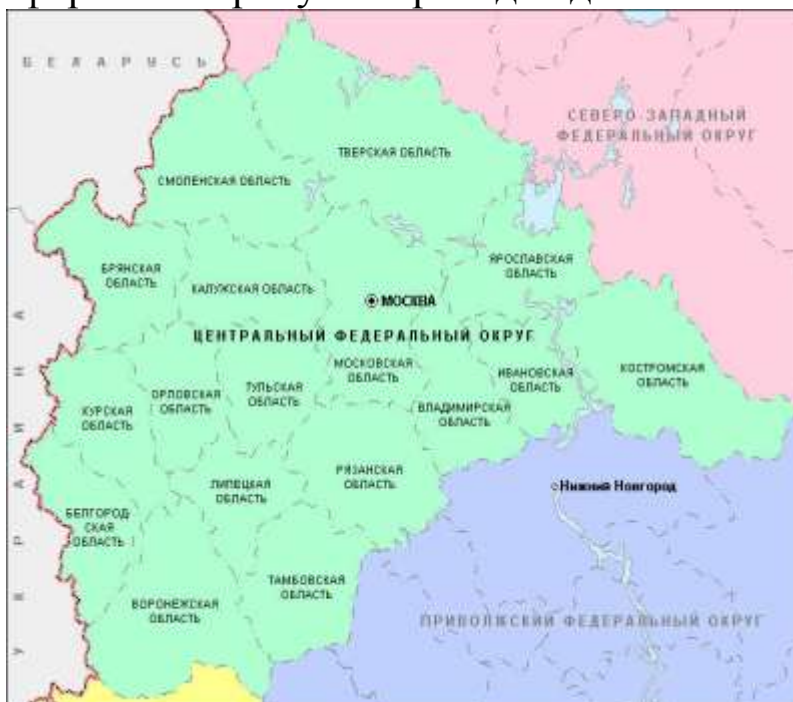 БЕЛАРУСЬ
СЕВЕРО-ЗАПАДНЫЙ
ФЕДЕРАЛЬНЫЙ ОКРУГ
ТВЕРСКАЯ ОБЛАСТЬ
СМОЛЕНСКАЯ ОБЛАСТЬ
ЯРОСЛАВСКАЯ
ОБЛАСТЬ
БРЯНСКАЯ
ОБЛАСТЬ
КАЛУЖСКАЯ ОБЛАСТЬ
МОСКВА
ЦЕНТРАЛЬНЫЙ ФЕДЕРАЛЬНЫЙ ОКРУГ
МОСКОВСКАЯ
ОБЛАСТЬ
ИВАНОВСКАЯ
ОБЛАСТЬ
КОСТРОМСКАЯ
ОБЛАСТЬ
ТУЛЬСКАЯ
ОБЛАСТЬ
ОРЛОВСКАЯ
ОБЛАСТЬ
КУРСКАЯ
ОБЛАСТЬ
ВЛАДИМИРСКАЯ
ОБЛАСТЬ
РЯЗАНСКАЯ
ОБЛАСТЬ
ЛИПЕЦКАЯ
ОБЛАСТЬ
Нижний Новгород
БЕЛГОРОД
СКАЯ
ОБЛАСТЬ
ТАМБОВСКАЯ
ОБЛАСТЬ
ВОРОНЕЖСКАЯ
ОБЛАСТЬ
ПРИВОЛЖСКИЙ ФЕДЕРАЛЬНЫЙ ОКРУГ
УКРАИНА